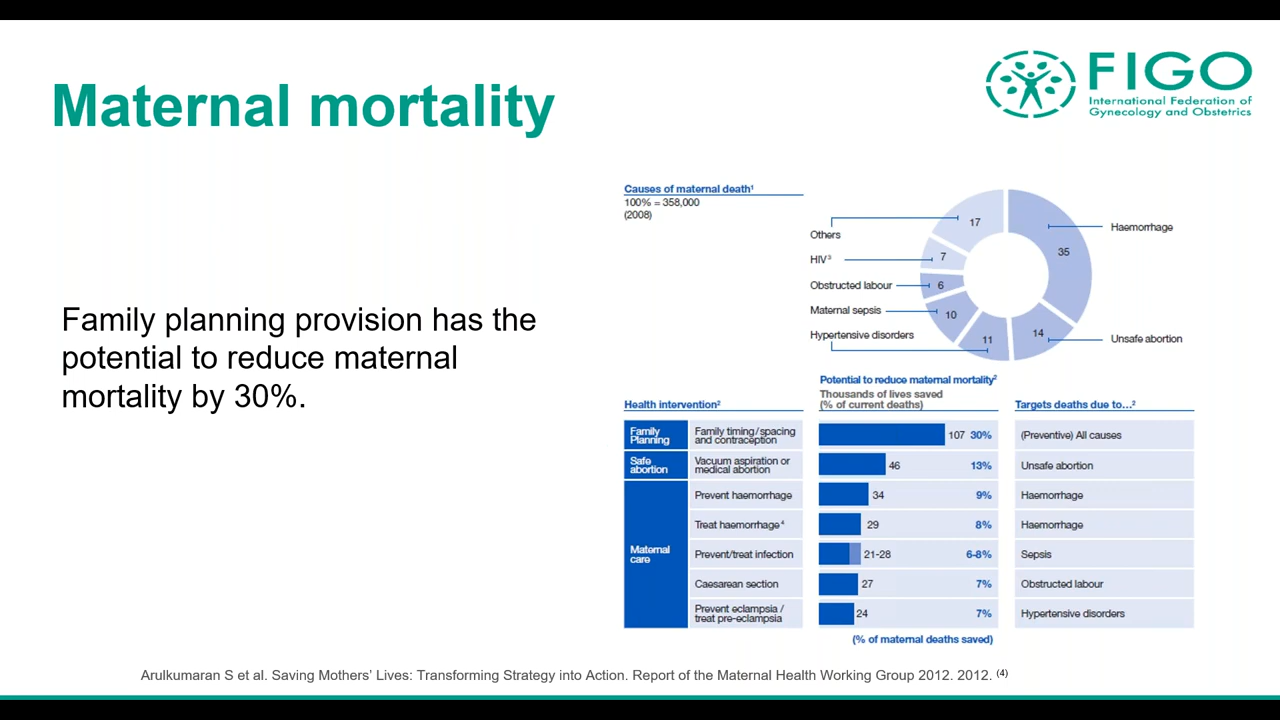 Maternal mortality
FIGO
International Federation of
Gynecology and Obstetrics
Family planning provision has the
potential to reduce maternal
mortality by 30%.
Causes of maternal death¹
100% = 358,000
(2008)
Others
HIV³
Obstructed labour
Maternal sepsis
Hypertensive disorders
17
7
6
10
11
14
35
Haemorrhage
Unsafe abortion
Potential to reduce maternal mortality²
Thousands of lives saved
(% of current deaths)
Health intervention²
Targets deaths due to...²
Family
Planning
Family timing/spacing
and contraception
107 30%
(Preventive) All causes
Safe
abortion
Vacuum aspiration or
medical abortion
46 13%
Unsafe abortion
Maternal
care
Prevent haemorrhage
34 9%
Haemorrhage
Treat haemorrhage⁴
29 8%
Haemorrhage
Prevent/treat infection
21-28 6-8%
Sepsis
Caesarean section
27 7%
Obstructed labour
Prevent eclampsia /
treat pre-eclampsia
24 7%
Hypertensive disorders
(% of maternal deaths saved)
Arulkumaran S et al. Saving Mothers’ Lives: Transforming Strategy into Action. Report of the Maternal Health Working Group 2012. 2012. (4)